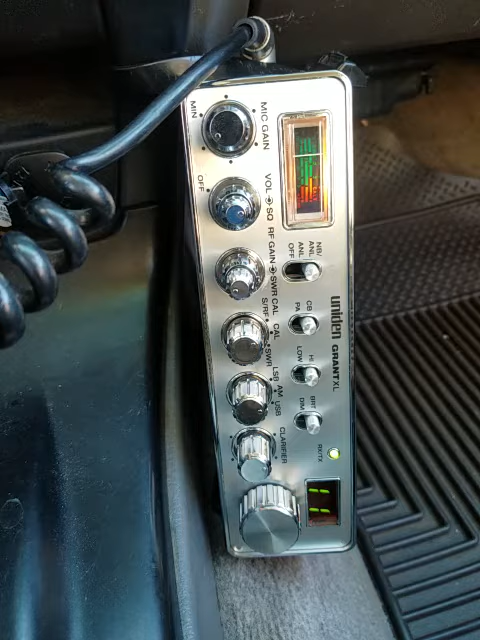 MIN
MIC GAIN
OFF
VOL
SQ
RF GAIN
SWR CAL
S/RF
CAL
SWR
LSB
AM
USB
CLARIFIER
NB/
ANL
ANL
OFF
CB
PA
HI
LOW
BRT
DIM
RX/TX
uniden GRANT XL
11